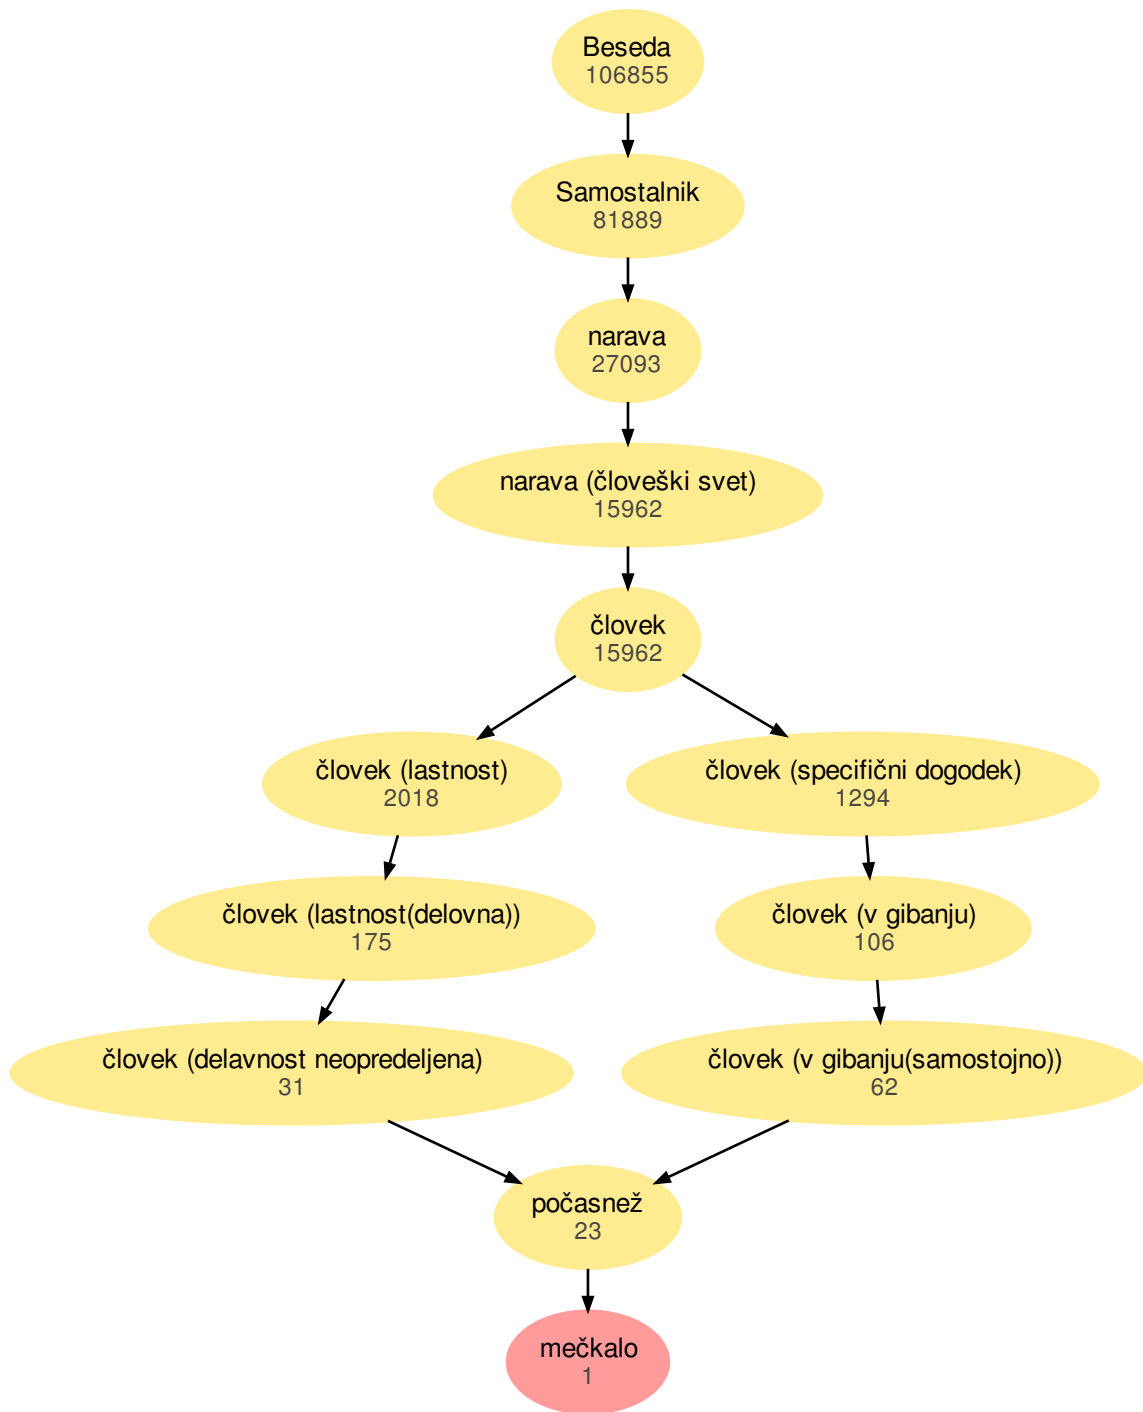 Beseda
106855
Samostalnik
81889
narava
27093
narava (človeški svet)
15962
človek
15962
človek (lastnost)
2018
človek (specifični dogodek)
1294
človek (lastnost(delovna))
175
človek (v gibanju)
106
človek (delavnost neopredeljena)
31
človek (v gibanju(samostojno))
62
počasnež
23
mečkalo
1